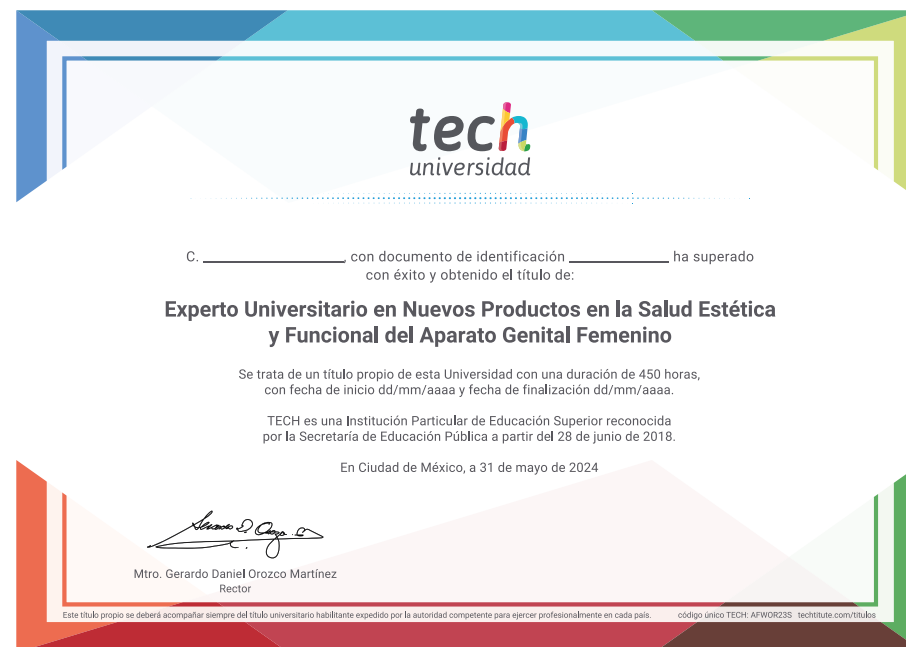 tech
universidad
C. ____________, con documento de identificación ____________ ha superado
con éxito y obtenido el título de:
Experto Universitario en Nuevos Productos en la Salud Estética
y Funcional del Aparato Genital Femenino
Se trata de un título propio de esta Universidad con una duración de 450 horas,
con fecha de inicio dd/mm/aaaa y fecha de finalización dd/mm/aaaa.
TECH es una Institución Particular de Educación Superior reconocida
por la Secretaría de Educación Pública a partir del 28 de junio de 2018.
En Ciudad de México, a 31 de mayo de 2024
Mtro. Gerardo Daniel Orozco Martínez
Rector
Este título propio se deberá acompañar siempre del título universitario habilitante expedido por la autoridad competente para ejercer profesionalmente en cada país. código único TECH: AFWOR23S techtitute.com/titulos